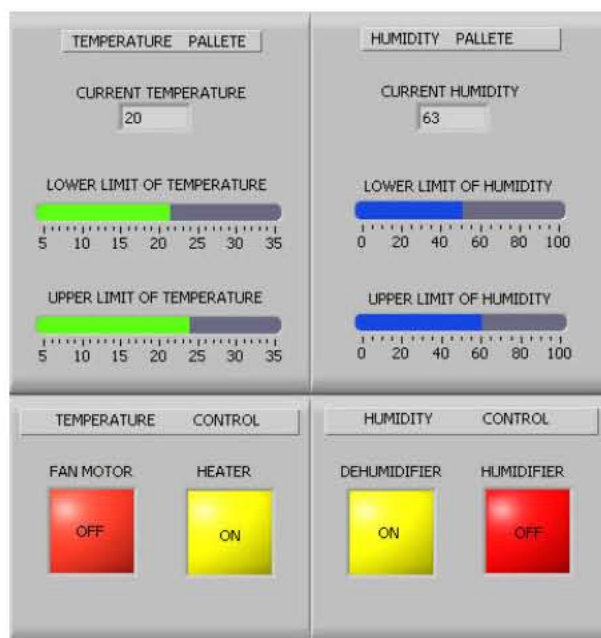 TEMPERATURE PALLETE
CURRENT TEMPERATURE
20
LOWER LIMIT OF TEMPERATURE
5 10 15 20 25 30 35
UPPER LIMIT OF TEMPERATURE
5 10 15 20 25 30 35
HUMIDITY PALLETE
CURRENT HUMIDITY
63
LOWER LIMIT OF HUMIDITY
0 20 40 60 80 100
UPPER LIMIT OF HUMIDITY
0 20 40 60 80 100
TEMPERATURE CONTROL
FAN MOTOR HEATER
OFF ON
HUMIDITY CONTROL
DEHUMIDIFIER HUMIDIFIER
ON OFF